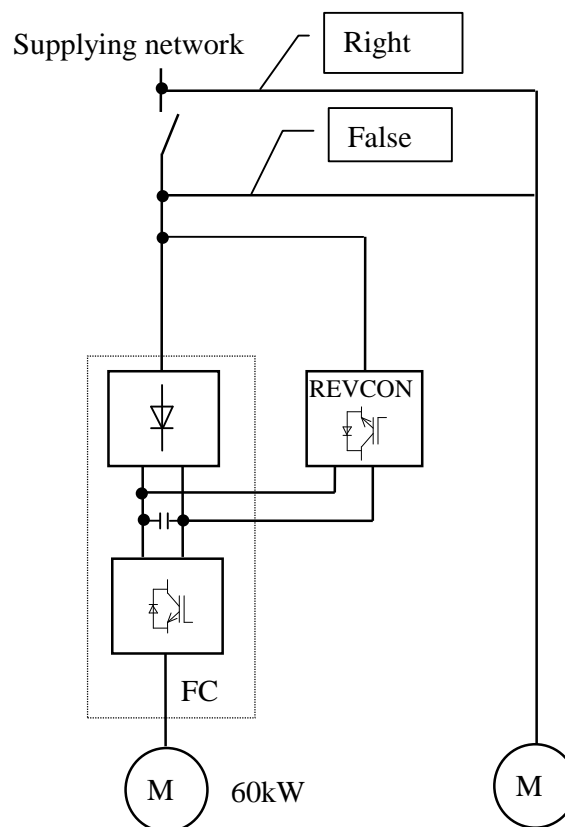 Supplying network
Right
False
REVCON
FC
M
60kW
M